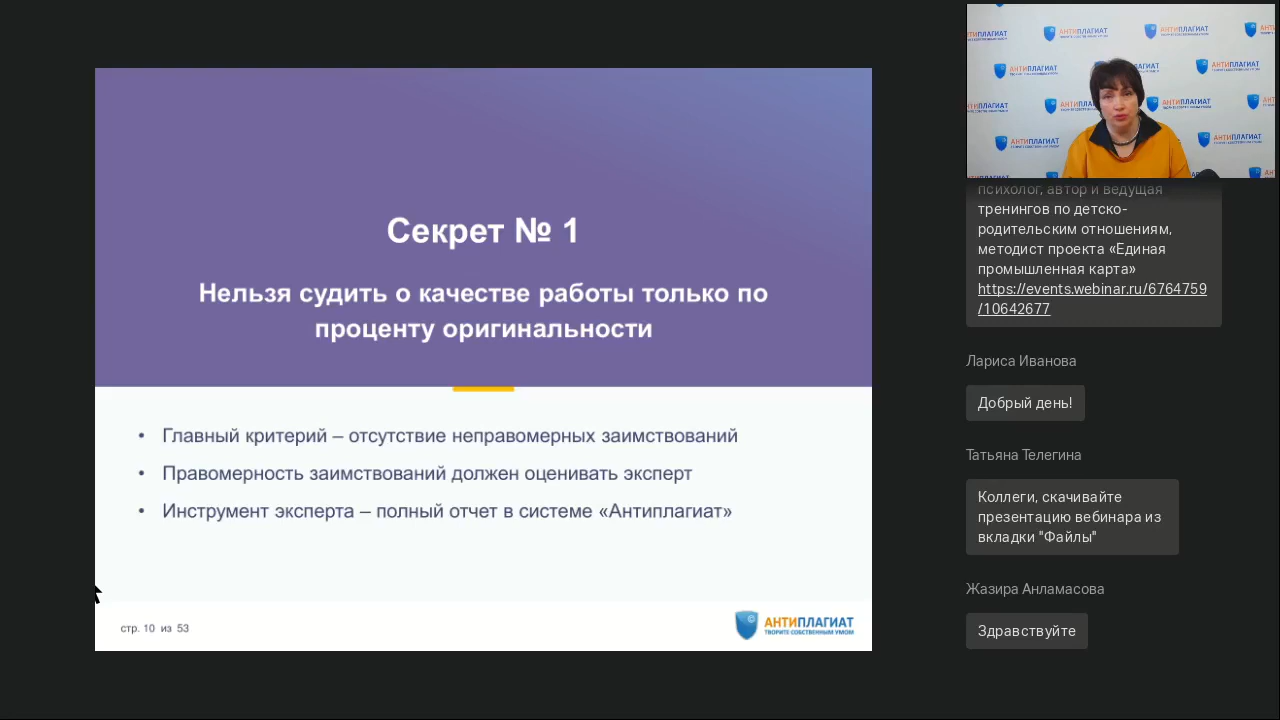 Секрет № 1
Нельзя судить о качестве работы только по
проценту оригинальности
• Главный критерий – отсутствие неправомерных заимствований
• Правомерность заимствований должен оценивать эксперт
• Инструмент эксперта – полный отчет в системе «Антиплагиат»
стр. 10 из 53
АНТИПЛАГИАТ
ТВОРИТЕ СОБСТВЕННЫМ УМОМ
АНТИПЛАГИАТ
психолог, автор и ведущая
тренингов по детско-
родительским отношениям,
методист проекта «Единая
промышленная карта»
https://events.webinar.ru/6764759
/10642677
Лариса Иванова
Добрый день!
Татьяна Телегина
Коллеги, скачивайте
презентацию вебинара из
вкладки "Файлы"
Жазира Анламасова
Здравствуйте